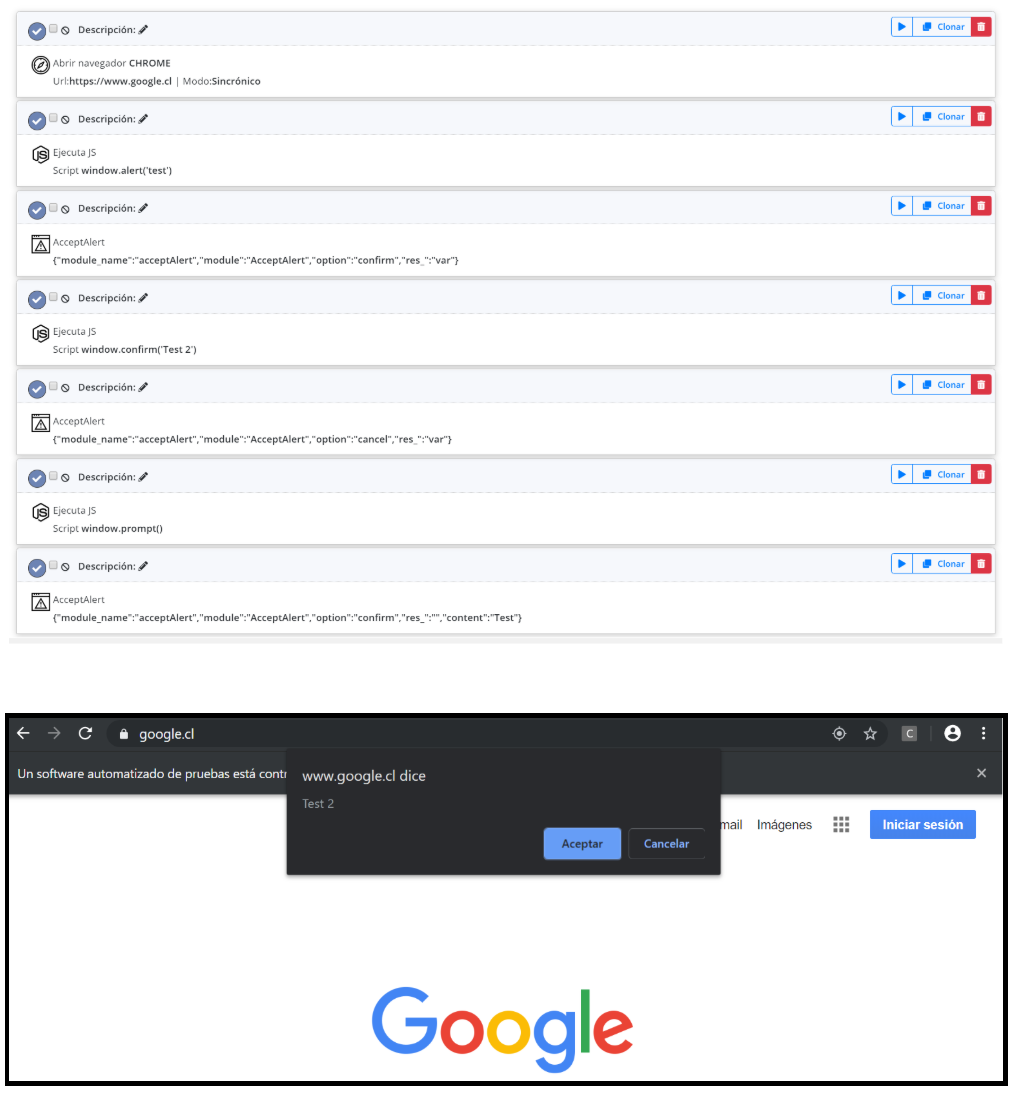 Descripción:
Clonar
Abrir navegador CHROME
Url:https://www.google.cl | Modo:Sincrónico
Descripción:
Clonar
JS Ejecuta JS
Script window.alert('test')
Descripción:
Clonar
AcceptAlert
{"module_name":"acceptAlert","module":"AcceptAlert","option":"confirm","res_":"var"}
Descripción:
Clonar
JS Ejecuta JS
Script window.confirm('Test 2')
Descripción:
Clonar
AcceptAlert
{"module_name":"acceptAlert","module":"AcceptAlert","option":"cancel","res_":"var"}
Descripción:
Clonar
JS Ejecuta JS
Script window.prompt()
Descripción:
Clonar
AcceptAlert
{"module_name":"acceptAlert","module":"AcceptAlert","option":"confirm","res_":"","content":"Test"}
google.cl
C
Un software automatizado de pruebas está cont
www.google.cl dice
Test 2
Aceptar
Cancelar
mail
Imágenes
Iniciar sesión
Google